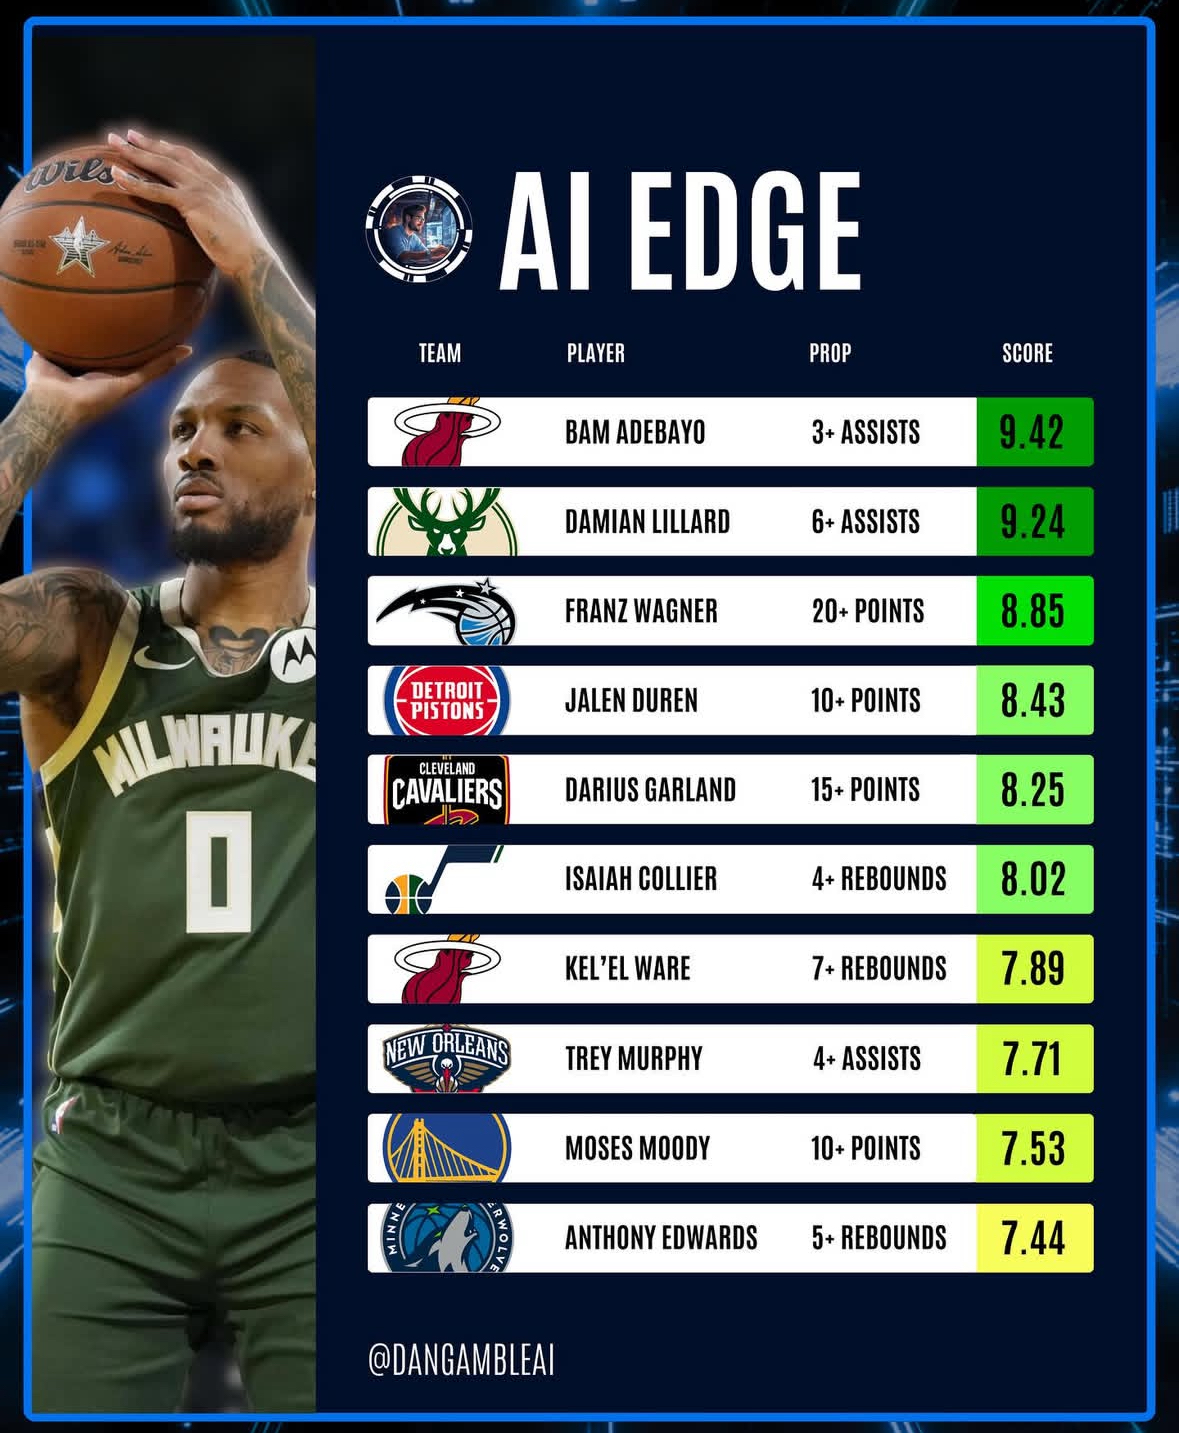 Wilson
AI EDGE
TEAM PLAYER PROP SCORE
BAM ADEBAYO 3+ ASSISTS 9.42
DAMIAN LILLARD 6+ ASSISTS 9.24
FRANZ WAGNER 20+ POINTS 8.85
DETROIT
PISTONS
JALEN DUREN 10+ POINTS 8.43
CLEVELAND
CAVALIERS
DARIUS GARLAND 15+ POINTS 8.25
ISAIAH COLLIER 4+ REBOUNDS 8.02
KEL'EL WARE 7+ REBOUNDS 7.89
NEW ORLEANS
TREY MURPHY 4+ ASSISTS 7.71
MOSES MOODY 10+ POINTS 7.53
MINNE ERWOLVE
ANTHONY EDWARDS 5+ REBOUNDS 7.44
MILWAUKE
0
@DANGAMBLEAI